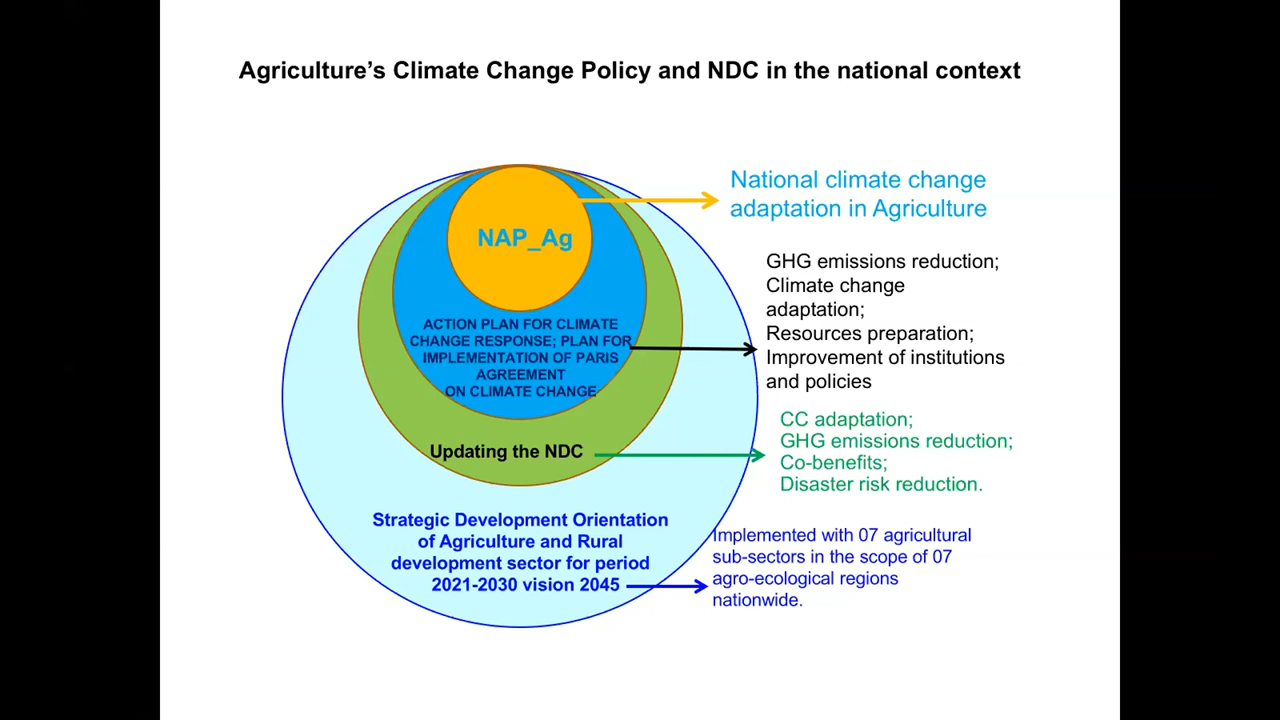 Agriculture's Climate Change Policy and NDC in the national context
National climate change
adaptation in Agriculture
NAP_Ag
GHG emissions reduction;
Climate change
adaptation;
Resources preparation;
Improvement of institutions
and policies
ACTION PLAN FOR CLIMATE
CHANGE RESPONSE; PLAN FOR
IMPLEMENTATION OF PARIS
AGREEMENT
ON CLIMATE CHANGE
CC adaptation;
GHG emissions reduction;
Co-benefits;
Disaster risk reduction.
Updating the NDC
Strategic Development Orientation
of Agriculture and Rural
development sector for period
2021-2030 vision 2045
Implemented with 07 agricultural
sub-sectors in the scope of 07
agro-ecological regions
nationwide.